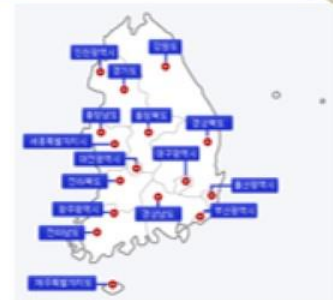 강원도
인천광역시
경기도
충청남도
충청북도
경상북도
세종특별자치시
대전광역시
대구광역시
전라북도
울산광역시
광주광역시
경상남도
부산광역시
전라남도
제주특별자치도